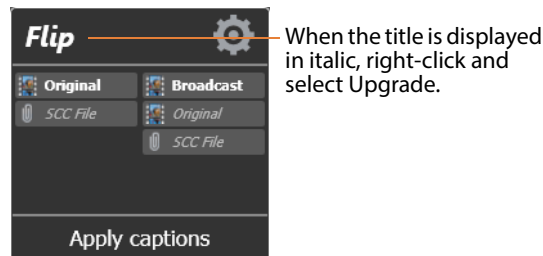 Flip
When the title is displayed
in italic, right-click and
select Upgrade.
Original
SCC File
Broadcast
Original
SCC File
Apply captions